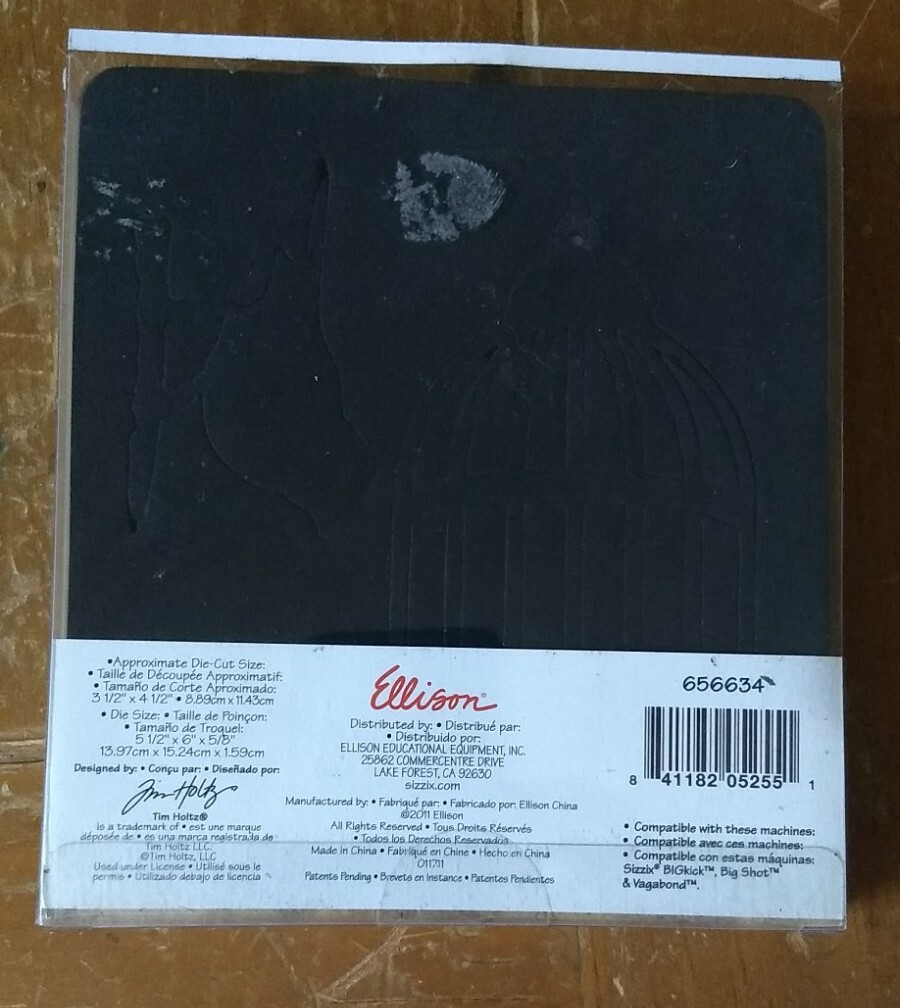 •Approximate Die-Cut Size:
• Taille de Découpée Approximatif:
• Tamaño de Corte Aproximado:
3 1/2" x 4 1/2" • 8.89cm x 11.43cm
• Die Size: • Taille de Poinçon:
• Tamaño de Troquel:
5 1/2" x 6" x 5/8"
13.97cm x 15.24cm x 1.59cm
Designed by: • Conçu par: • Diseñado por:
Tim Holtz
Tim Holtz®
is a trademark of • est une marque
déposée de • es una marca registrada de
Tim Holtz LLC.
©Tim Holtz, LLC
Used under License • Utilisé sous le
permis • Utilizado debajo de licencia
Ellison®
Distributed by: • Distribué par:
• Distribuido por:
ELLISON EDUCATIONAL EQUIPMENT, INC.
25862 COMMERCENTRE DRIVE
LAKE FOREST, CA 92630
sizzix.com
Manufactured by: • Fabriqué par: • Fabricado por: Ellison China
©2011 Ellison
All Rights Reserved • Tous Droits Réservés
• Todos los Derechos Reservados
Made in China • Fabriqué en Chine • Hecho en China
011711
Patents Pending • Brevets en Instance • Patentes Pendientes
656634
8 41182 05255 1
• Compatible with these machines:
• Compatible avec ces machines:
• Compatible con estas máquinas:
Sizzix® BIGkick™, Big Shot™
& Vagabond™.